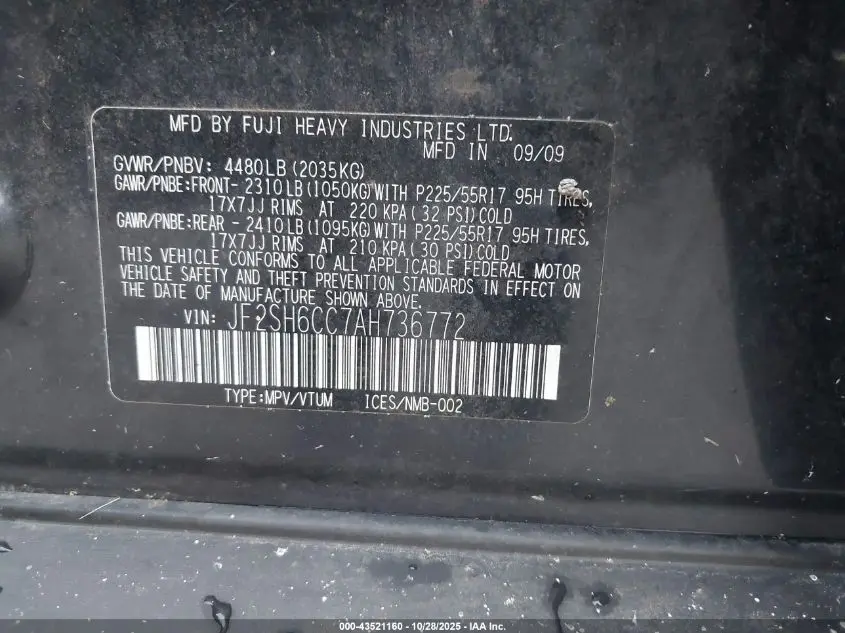 MFD BY FUJI HEAVY INDUSTRIES LTD.
MFD IN 09/09
GVWR/PNBV: 4480LB(2035KG)
GAWR/PNBE:FRONT- 2310LB(1050KG)WITH P225/55R17 95H TIRES,
17X7JJ RIMS AT 220 KPA(32 PSI)COLD
GAWR/PNBE:REAR - 2410LB(1095KG)WITH P225/55R17 95H TIRES,
17X7JJ RIMS AT 210 KPA(30 PSI)COLD
THIS VEHICLE CONFORMS TO ALL APPLICABLE FEDERAL MOTOR
VEHICLE SAFETY AND THEFT PREVENTION STANDARDS IN EFFECT ON
THE DATE OF MANUFACTURE SHOWN ABOVE.
VIN: JF2SH6CC7AH736772
TYPE:MPV/VTUM ICES/NMB-002
000-43521160 - 10/28/2025 - IAA Inc.